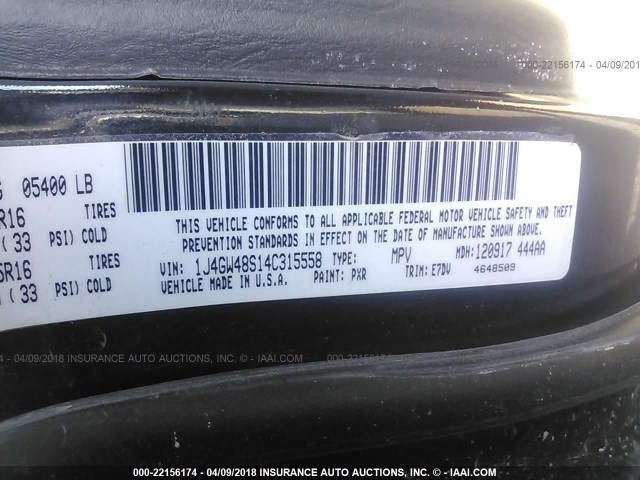 000-22156174 - 04/09/2018
G 05400 LB
R16 TIRES
( 33 PSI) COLD
5R16 TIRES
( 33 PSI) COLD
THIS VEHICLE CONFORMS TO ALL APPLICABLE FEDERAL MOTOR VEHICLE SAFETY AND THEFT
PREVENTION STANDARDS IN EFFECT ON THE DATE OF MANUFACTURE SHOWN ABOVE.
VIN: 1J4GW48S14C315558 TYPE: MPV MDH:120917 444AA
VEHICLE MADE IN U.S.A. PAINT: PXR TRIM: E7DV 4648509
74 - 04/09/2018 - INSURANCE AUTO AUCTIONS, INC. - © IAAI.COM
000-22156174 - 04/09/2018 - INSURANCE AUTO AUCTIONS, INC. - © IAAI.COM